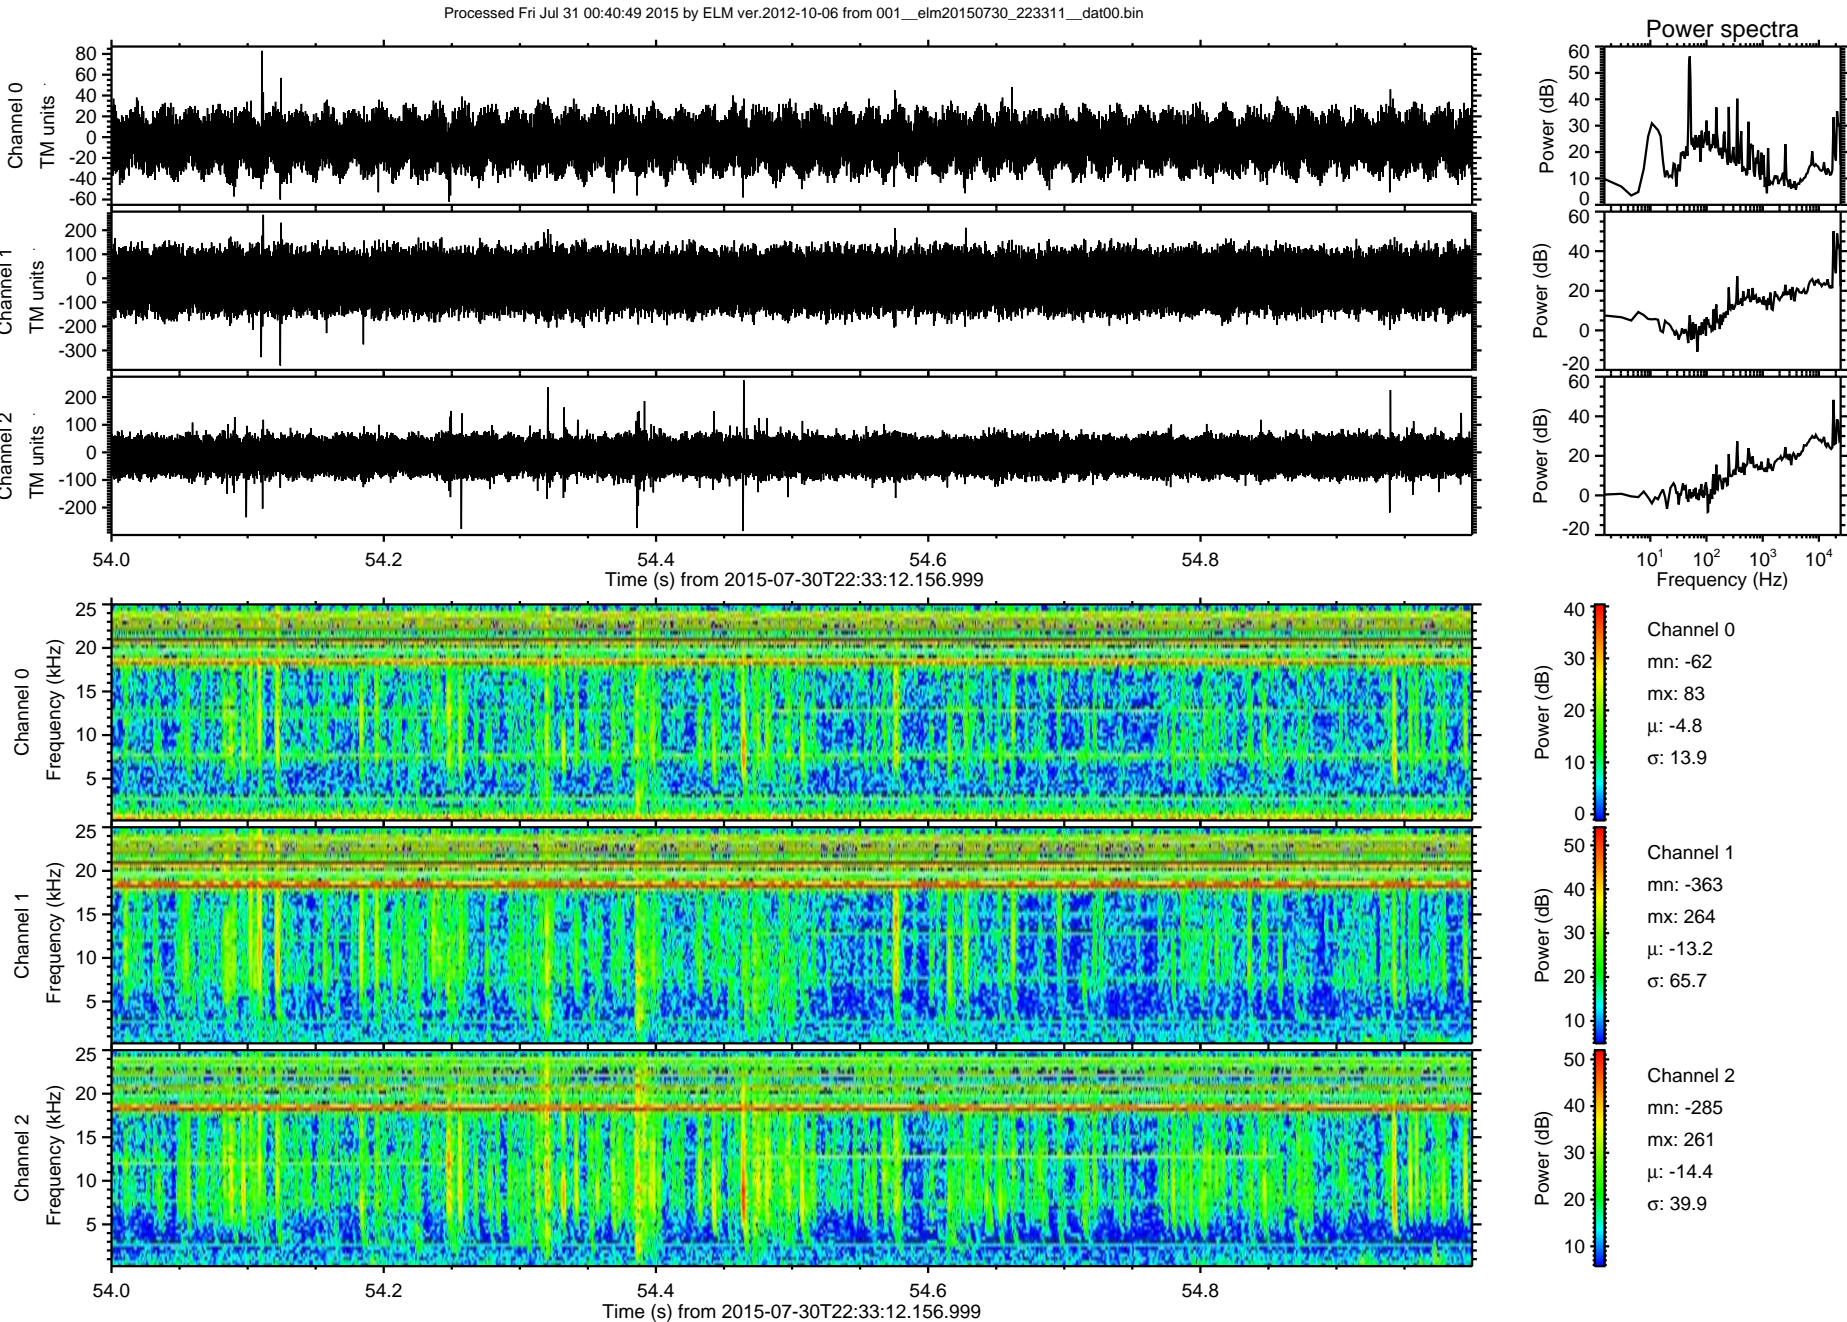 Processed Fri Jul 31 00:40:49 2015 by ELM ver.2012-10-06 from 001__elm20150730_223311__dat00.bin
Power spectra
Channel 0
TM units
80
60
40
20
0
-20
-40
-60
Power (dB)
60
50
40
30
20
10
0
Channel 1
TM units
200
100
0
-100
-200
-300
Power (dB)
60
40
20
0
-20
Channel 2
TM units
200
100
0
-100
-200
Power (dB)
60
40
20
0
-20
54.0 54.2 54.4 54.6 54.8
Time (s) from 2015-07-30T22:33:12.156.999
10¹ 10² 10³ 10⁴
Frequency (Hz)
Channel 0
Frequency (kHz)
25
20
15
10
5
Power (dB)
40
30
20
10
0
Channel 0
mn: -62
mx: 83
μ: -4.8
σ: 13.9
Channel 1
Frequency (kHz)
25
20
15
10
5
Power (dB)
50
40
30
20
10
Channel 1
mn: -363
mx: 264
μ: -13.2
σ: 65.7
Channel 2
Frequency (kHz)
25
20
15
10
5
Power (dB)
50
40
30
20
10
Channel 2
mn: -285
mx: 261
μ: -14.4
σ: 39.9
54.0 54.2 54.4 54.6 54.8
Time (s) from 2015-07-30T22:33:12.156.999